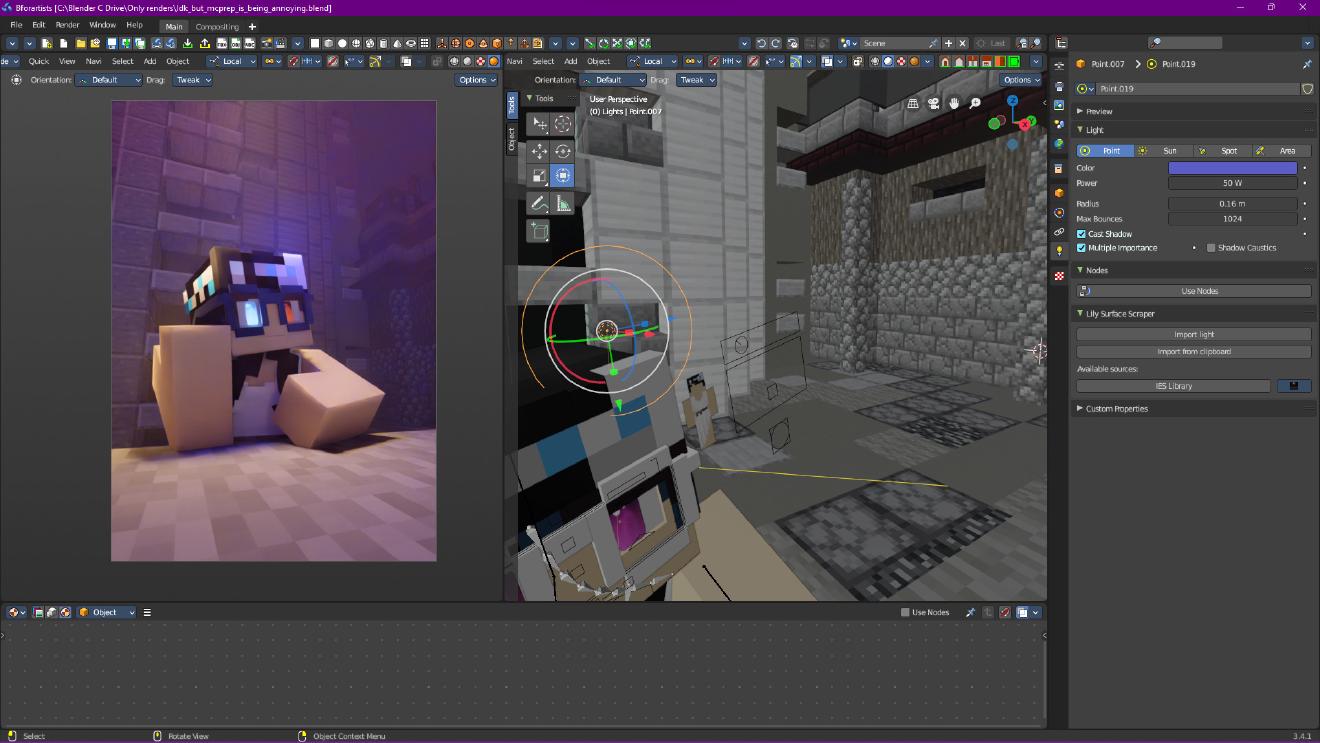 Bforartists [C:\Blender C Drive\Only renders\Idk_but_mcprep_is_being_annoying.blend]
File Edit Render Window Help Main Compositing +
Scene Last
de Quick View Navi Select Add Object Local
Navi Select Add Object Local
Orientation: Default Drag: Tweak Options
Orientation: Default Drag: Tweak Options
Tools
Object
Tools
User Perspective
(0) Lights | Point.007
Z
Y
X
Point.007 > Point.019
Point.019
Preview
Light
Point Sun Spot Area
Color
Power 50 W
Radius 0.16 m
Max Bounces 1024
Cast Shadow
Multiple Importance Shadow Caustics
Nodes
Use Nodes
Lily Surface Scraper
Import light
Import from clipboard
Available sources:
IES Library
Custom Properties
Object Use Nodes
Select Rotate View Object Context Menu 3.4.1